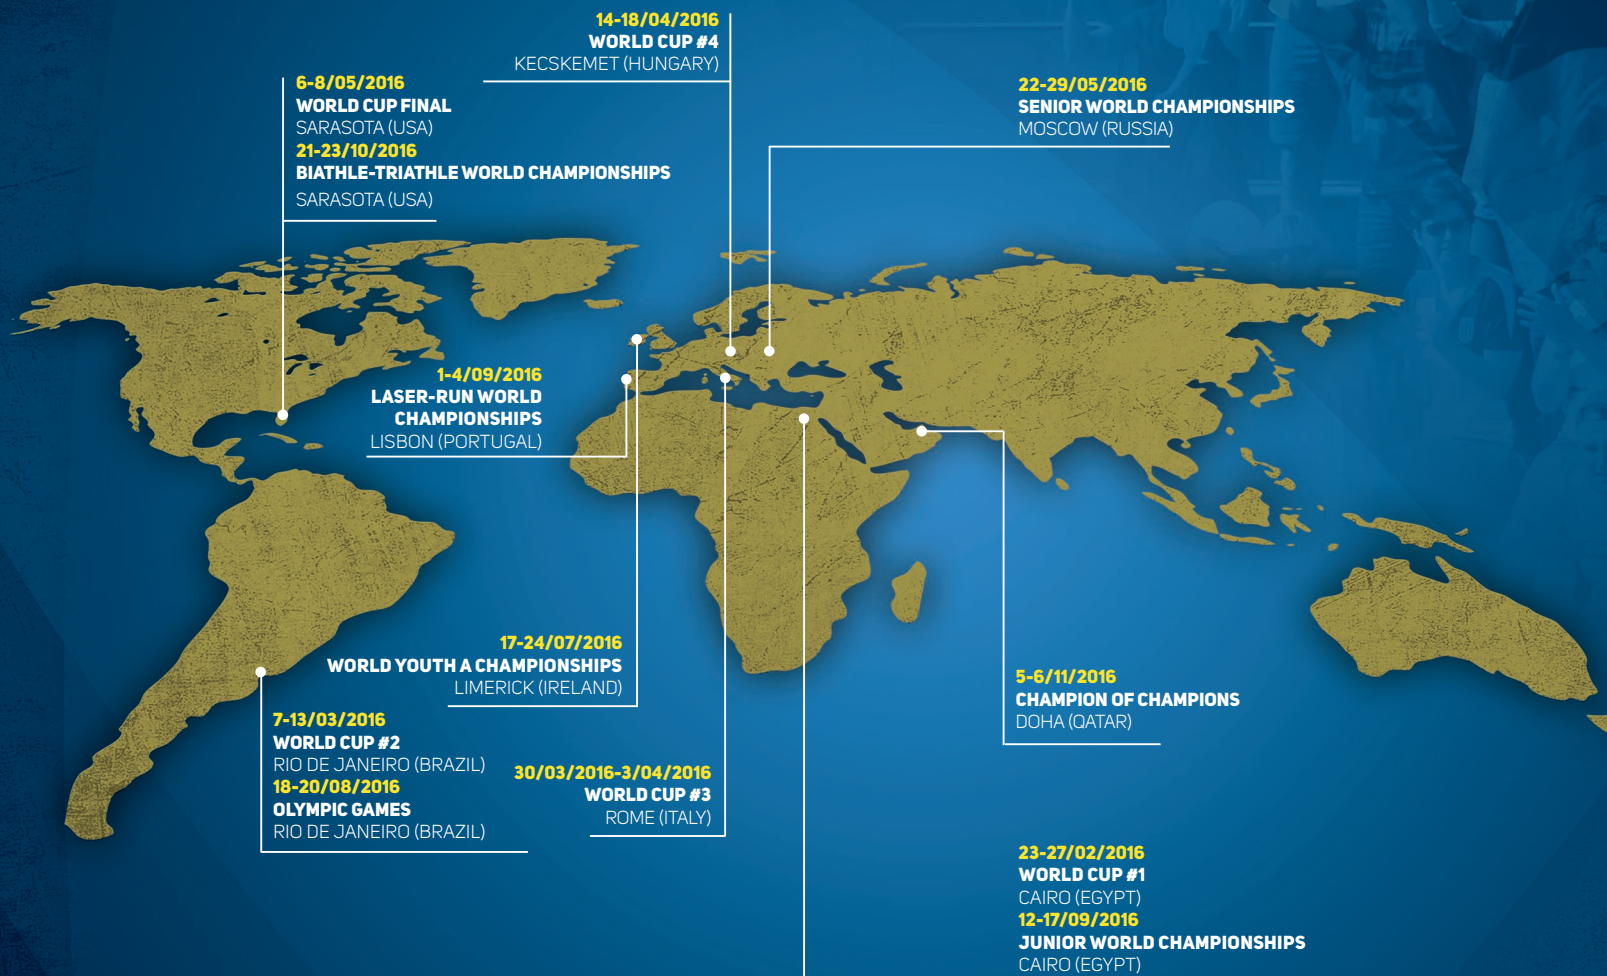 14-18/04/2016
WORLD CUP #4
KECSKEMET (HUNGARY)
6-8/05/2016
WORLD CUP FINAL
SARASOTA (USA)
21-23/10/2016
BIATHLE-TRIATHLE WORLD CHAMPIONSHIPS
SARASOTA (USA)
22-29/05/2016
SENIOR WORLD CHAMPIONSHIPS
MOSCOW (RUSSIA)
1-4/09/2016
LASER-RUN WORLD
CHAMPIONSHIPS
LISBON (PORTUGAL)
17-24/07/2016
WORLD YOUTH A CHAMPIONSHIPS
LIMERICK (IRELAND)
7-13/03/2016
WORLD CUP #2
RIO DE JANEIRO (BRAZIL)
18-20/08/2016
OLYMPIC GAMES
RIO DE JANEIRO (BRAZIL)
30/03/2016-3/04/2016
WORLD CUP #3
ROME (ITALY)
5-6/11/2016
CHAMPION OF CHAMPIONS
DOHA (QATAR)
23-27/02/2016
WORLD CUP #1
CAIRO (EGYPT)
12-17/09/2016
JUNIOR WORLD CHAMPIONSHIPS
CAIRO (EGYPT)